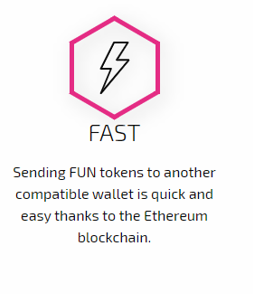 FAST
Sending FUN tokens to another
compatible wallet is quick and
easy thanks to the Ethereum
blockchain.